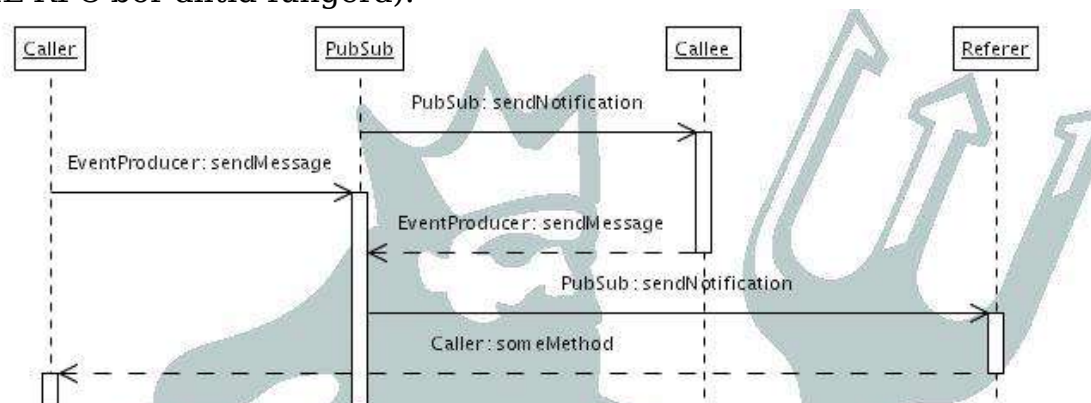 Caller PubSub Callee Referer
PubSub: sendNotification
EventProducer: sendMessage
EventProducer: sendMessage
PubSub: sendNotification
Caller: someMethod